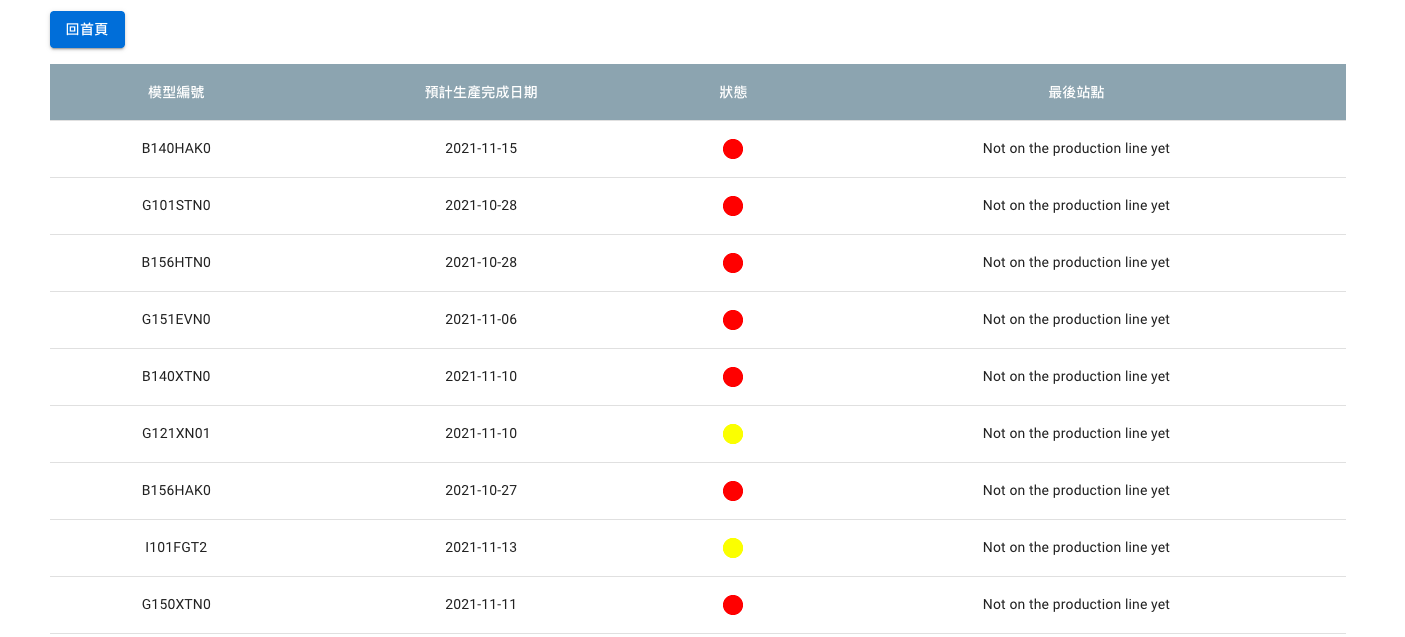 回首頁
模型編號 預計生產完成日期 狀態 最後站點
B140HAK0 2021-11-15 Not on the production line yet
G101STN0 2021-10-28 Not on the production line yet
B156HTN0 2021-10-28 Not on the production line yet
G151EVN0 2021-11-06 Not on the production line yet
B140XTN0 2021-11-10 Not on the production line yet
G121XN01 2021-11-10 Not on the production line yet
B156HAK0 2021-10-27 Not on the production line yet
I101FGT2 2021-11-13 Not on the production line yet
G150XTN0 2021-11-11 Not on the production line yet